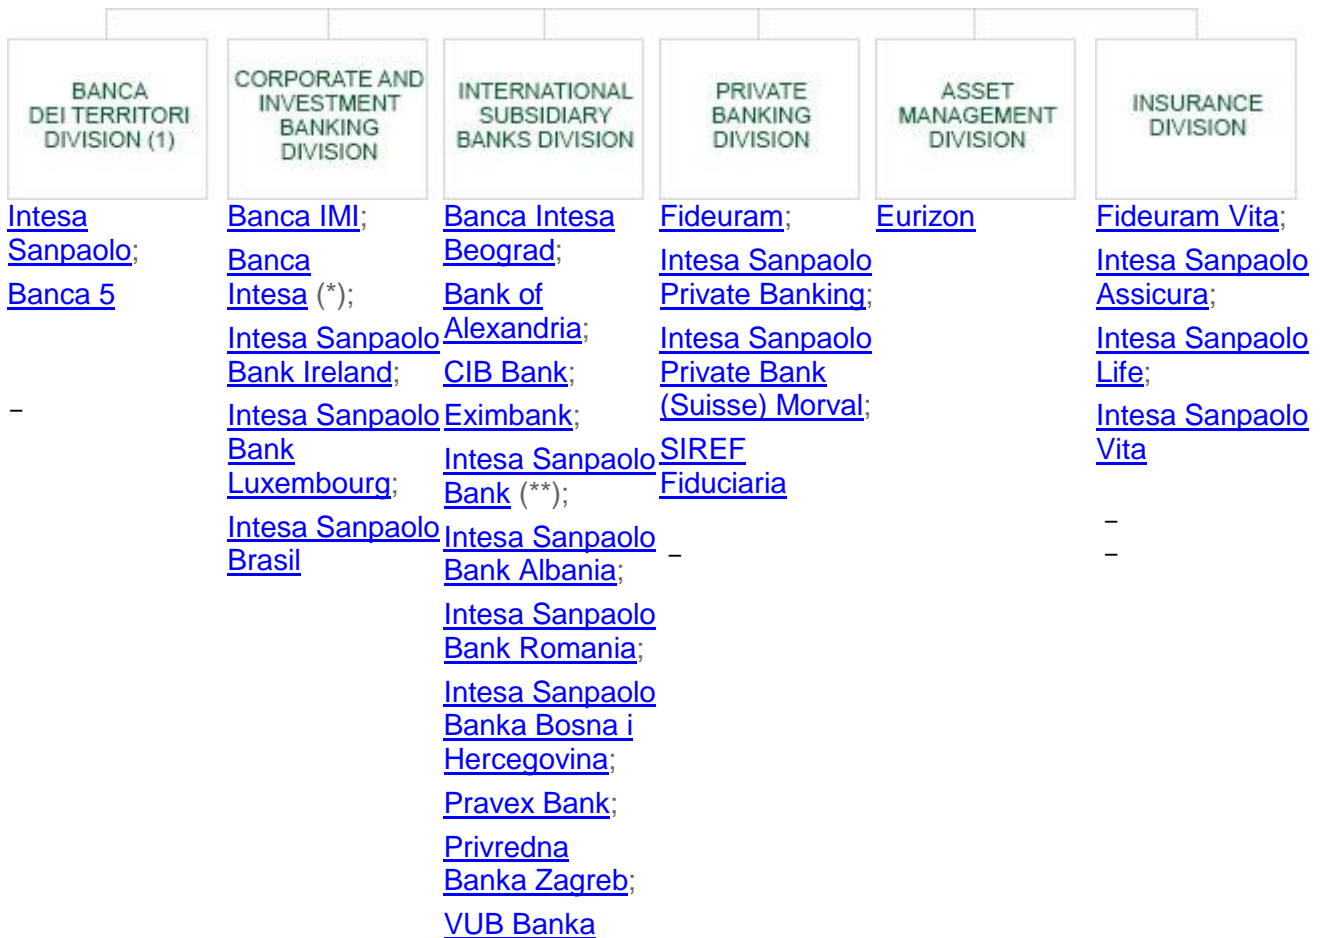 BANCA
DEI TERRITORI
DIVISION (1)
CORPORATE AND
INVESTMENT
BANKING
DIVISION
INTERNATIONAL
SUBSIDIARY
BANKS DIVISION
PRIVATE
BANKING
DIVISION
ASSET
MANAGEMENT
DIVISION
INSURANCE
DIVISION
Intesa
Sanpaolo;
Banca 5
–
Banca IMI;
Banca
Intesa (*);
Intesa Sanpaolo
Bank Ireland;
Intesa Sanpaolo
Bank
Luxembourg;
Intesa Sanpaolo
Brasil
Banca Intesa
Beograd;
Bank of
Alexandria;
CIB Bank;
Eximbank;
Intesa Sanpaolo
Bank (**);
Intesa Sanpaolo
Bank Albania;
Intesa Sanpaolo
Bank Romania;
Intesa Sanpaolo
Banka Bosna i
Hercegovina;
Pravex Bank;
Privredna
Banka Zagreb;
VUB Banka
Fideuram;
Intesa Sanpaolo
Private Banking;
Intesa Sanpaolo
Private Bank
(Suisse) Morval;
SIREF
Fiduciaria
–
Eurizon
Fideuram Vita;
Intesa Sanpaolo
Assicura;
Intesa Sanpaolo
Life;
Intesa Sanpaolo
Vita
–
–